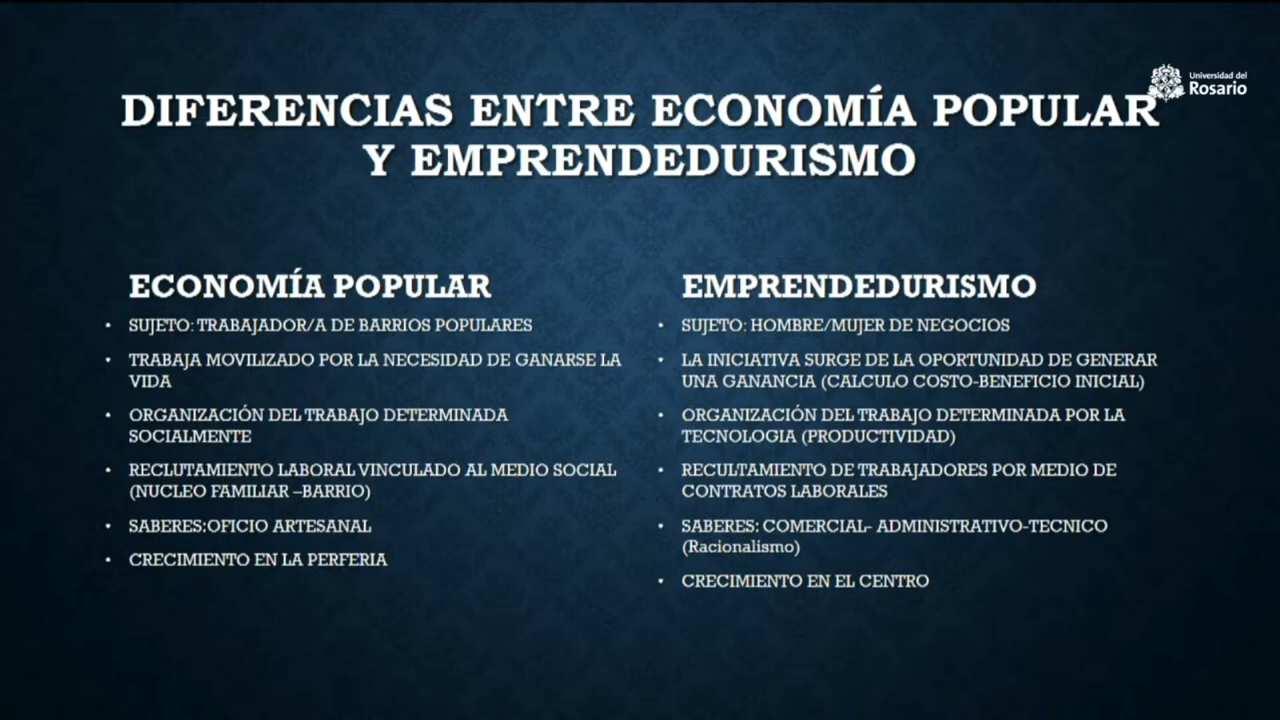 Universidad del
Rosario
DIFERENCIAS ENTRE ECONOMÍA POPULAR
Y EMPRENDEDURISMO
ECONOMÍA POPULAR
• SUJETO: TRABAJADOR/A DE BARRIOS POPULARES
• TRABAJA MOVILIZADO POR LA NECESIDAD DE GANARSE LA
VIDA
• ORGANIZACIÓN DEL TRABAJO DETERMINADA
SOCIALMENTE
• RECLUTAMIENTO LABORAL VINCULADO AL MEDIO SOCIAL
(NUCLEO FAMILIAR –BARRIO)
• SABERES:OFICIO ARTESANAL
• CRECIMIENTO EN LA PERFERIA
EMPRENDEDURISMO
• SUJETO: HOMBRE/MUJER DE NEGOCIOS
• LA INICIATIVA SURGE DE LA OPORTUNIDAD DE GENERAR
UNA GANANCIA (CALCULO COSTO-BENEFICIO INICIAL)
• ORGANIZACIÓN DEL TRABAJO DETERMINADA POR LA
TECNOLOGIA (PRODUCTIVIDAD)
• RECULTAMIENTO DE TRABAJADORES POR MEDIO DE
CONTRATOS LABORALES
• SABERES: COMERCIAL- ADMINISTRATIVO-TECNICO
(Racionalismo)
• CRECIMIENTO EN EL CENTRO